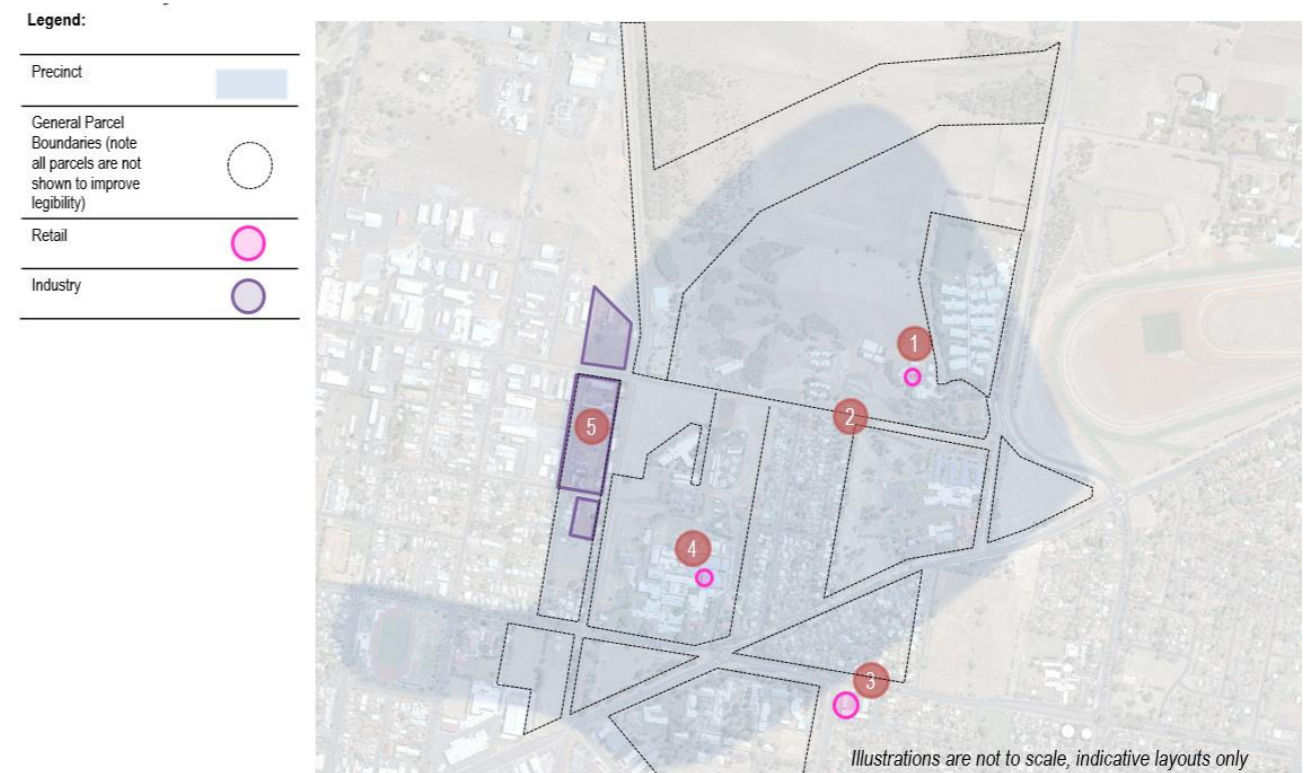 Legend:
Precinct
General Parcel
Boundaries (note
all parcels are not
shown to improve
legibility)
Retail
Industry
1
2
5
4
3
Illustrations are not to scale, indicative layouts only